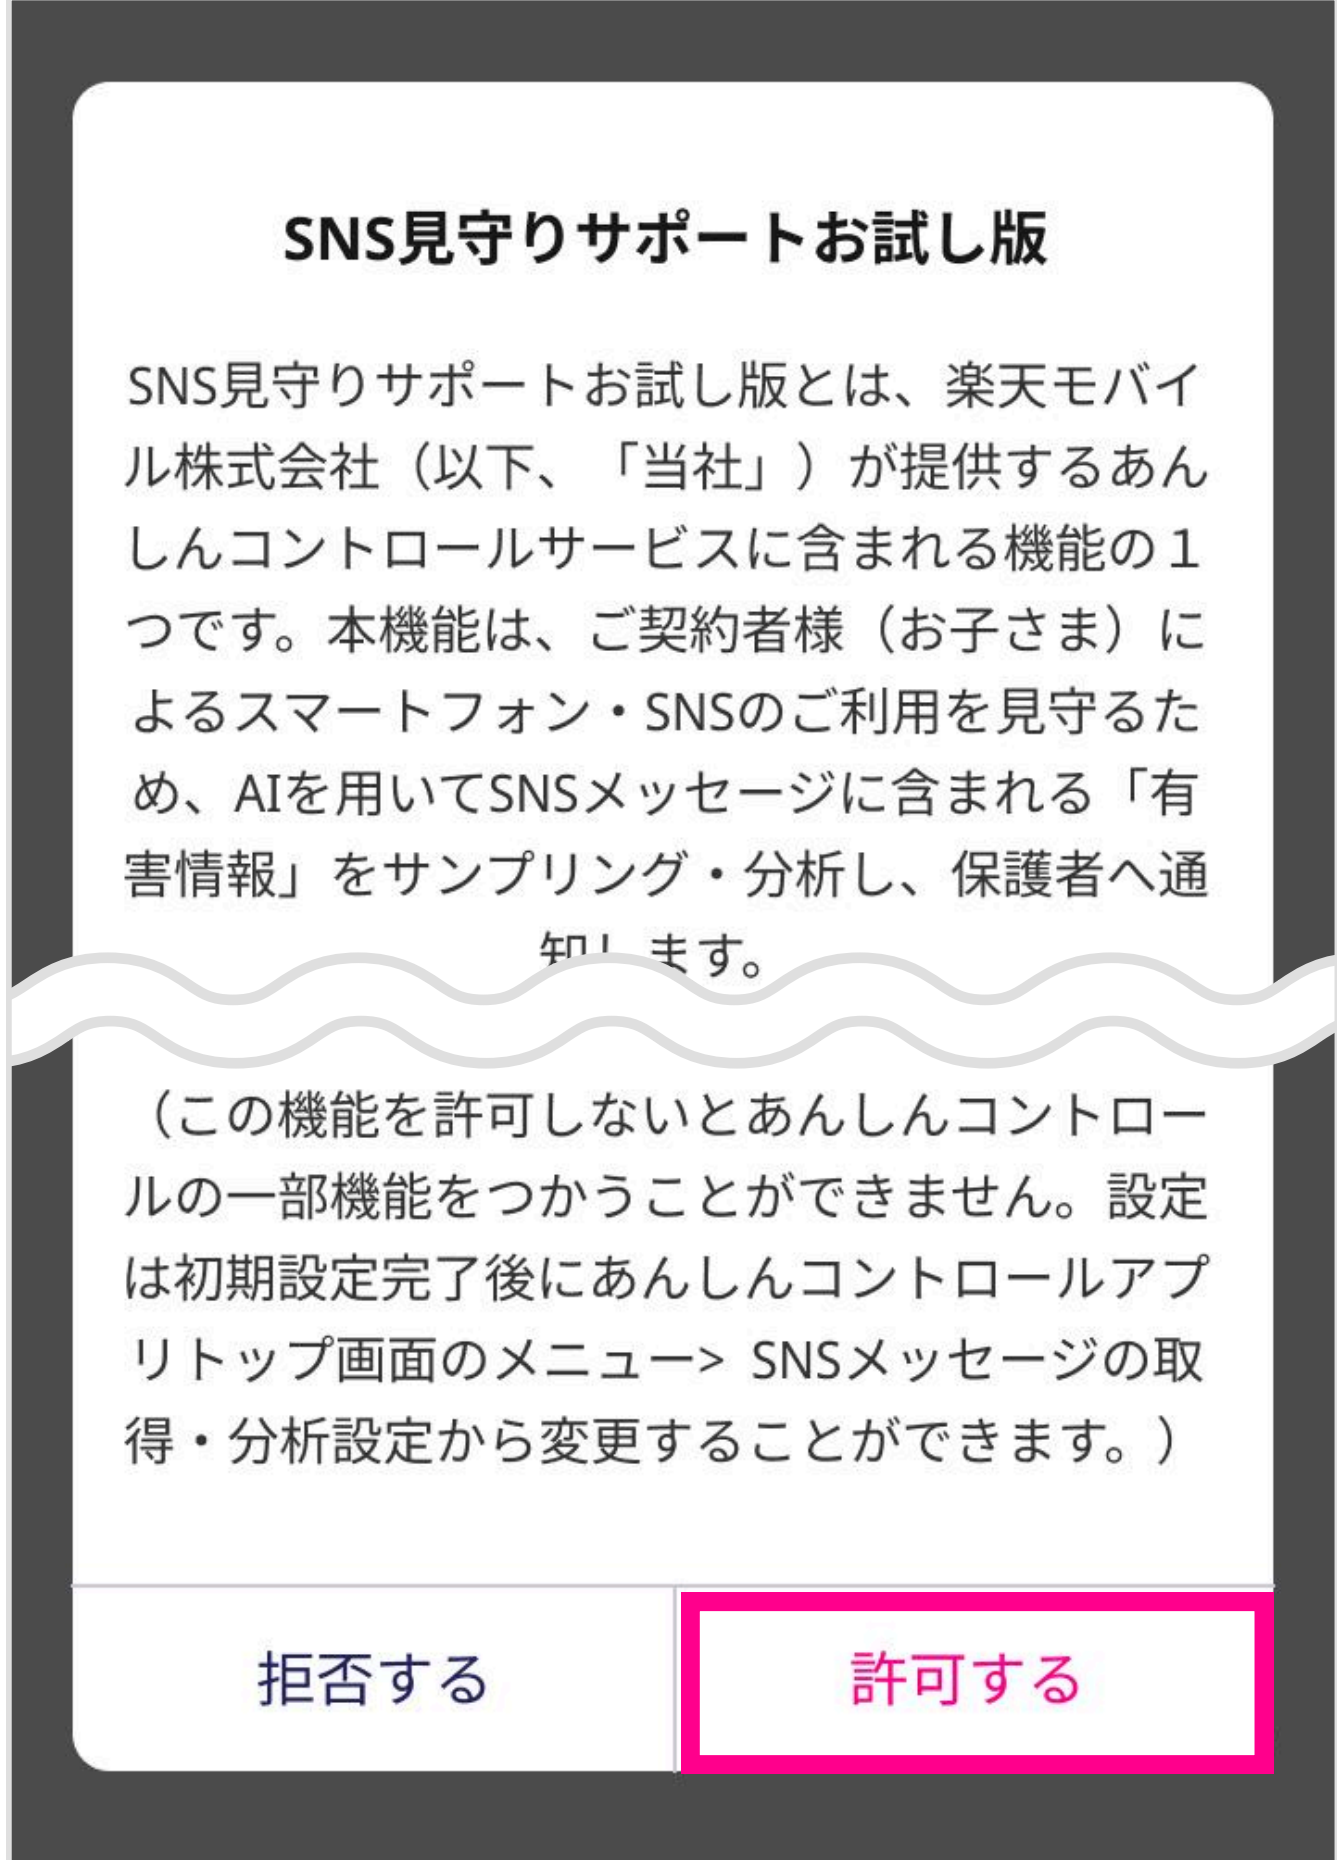 SNS見守りサポートお試し版
SNS見守りサポートお試し版とは、楽天モバイ
ル株式会社（以下、「当社」）が提供するあん
しんコントロールサービスに含まれる機能の１
つです。本機能は、ご契約者様（お子さま）に
よるスマートフォン・SNSのご利用を見守るた
め、AIを用いてSNSメッセージに含まれる「有
害情報」をサンプリング・分析し、保護者へ通
知します。
（この機能を許可しないとあんしんコントロー
ルの一部機能をつかうことができません。設定
は初期設定完了後にあんしんコントロールアプ
リトップ画面のメニュー> SNSメッセージの取
得・分析設定から変更することができます。）
拒否する
許可する